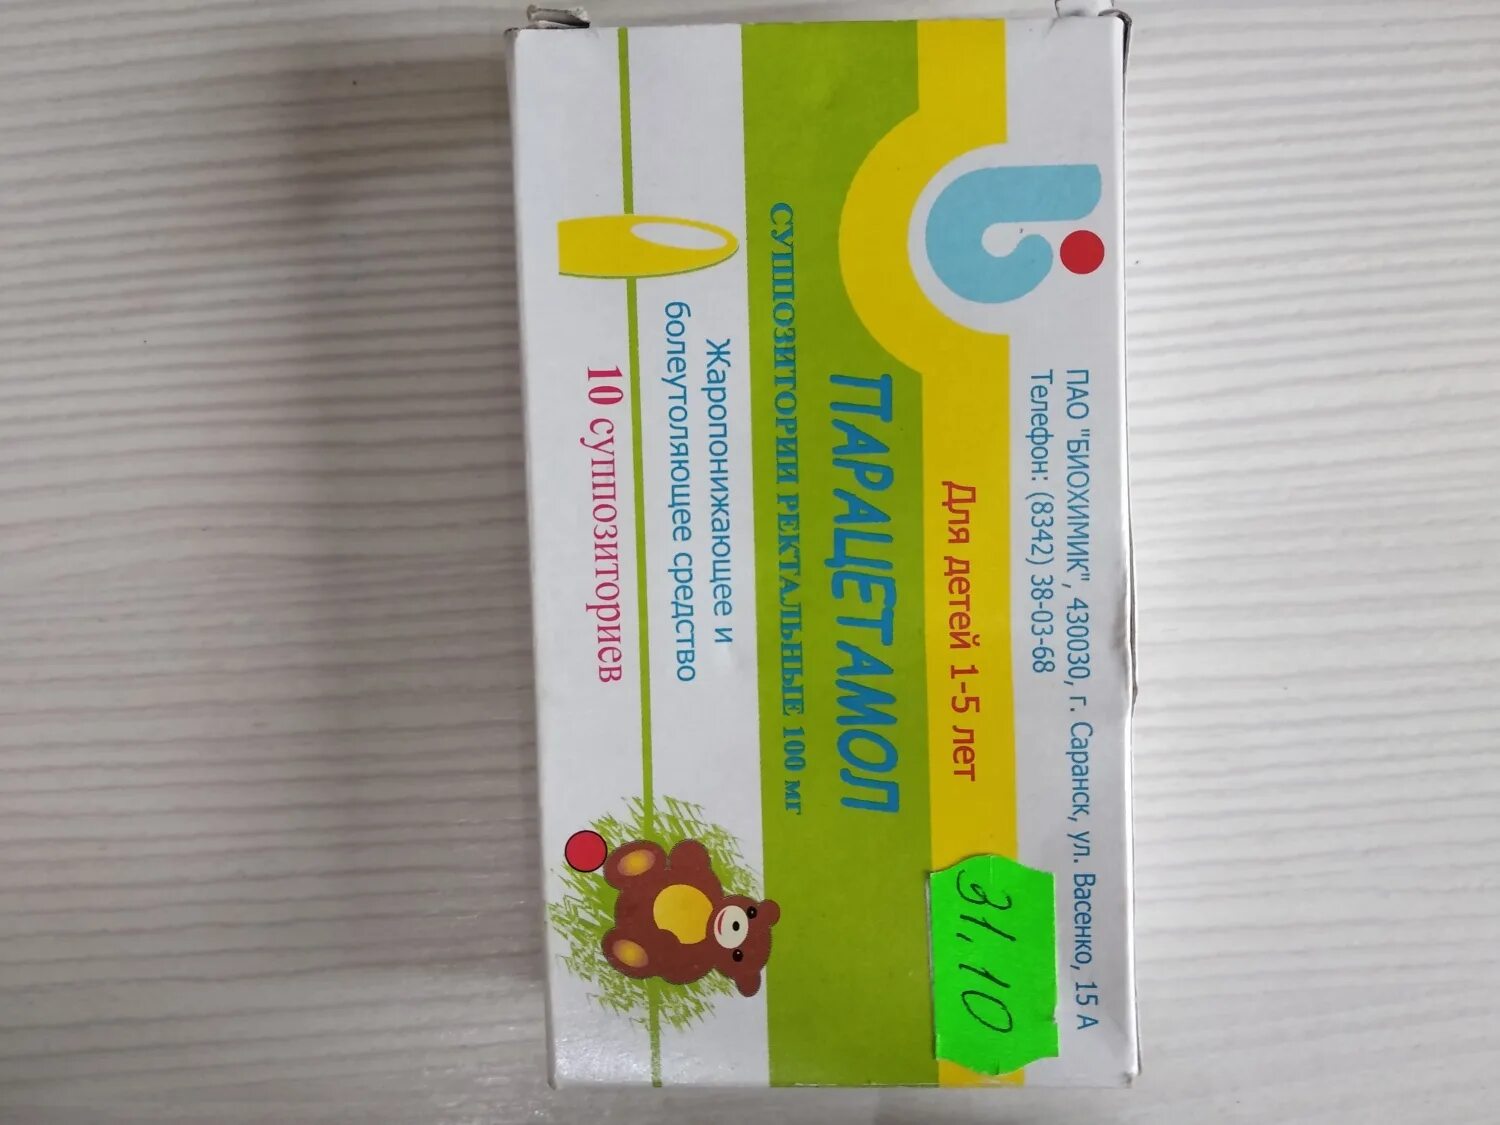 ПАО "БИОХИМИК", 430030, г. Саранск, ул. Васенко, 15 А
Телефон: (8342) 38-03-68
Для детей 1-5 лет
ПАРАЦЕТАМОЛ
СУППОЗИТОРИИ РЕКТАЛЬНЫЕ 100 мг
Жаропонижающее и
болеутоляющее средство
10 суппозиториев
31,10